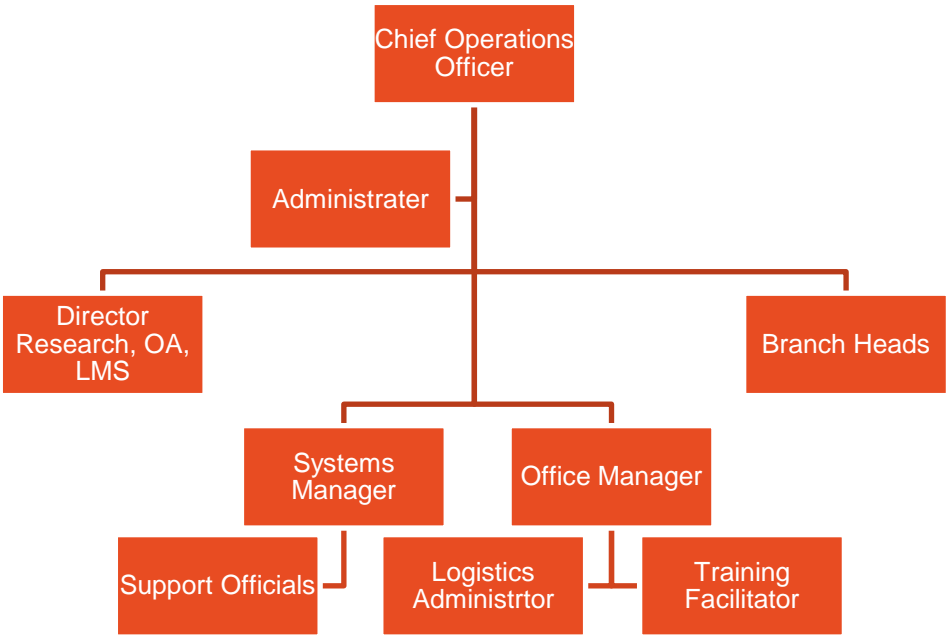 Chief Operations
Officer
Administrater
Director
Research, OA,
LMS
Branch Heads
Systems
Manager
Office Manager
Support Officials
Logistics
Administrtor
Training
Facilitator